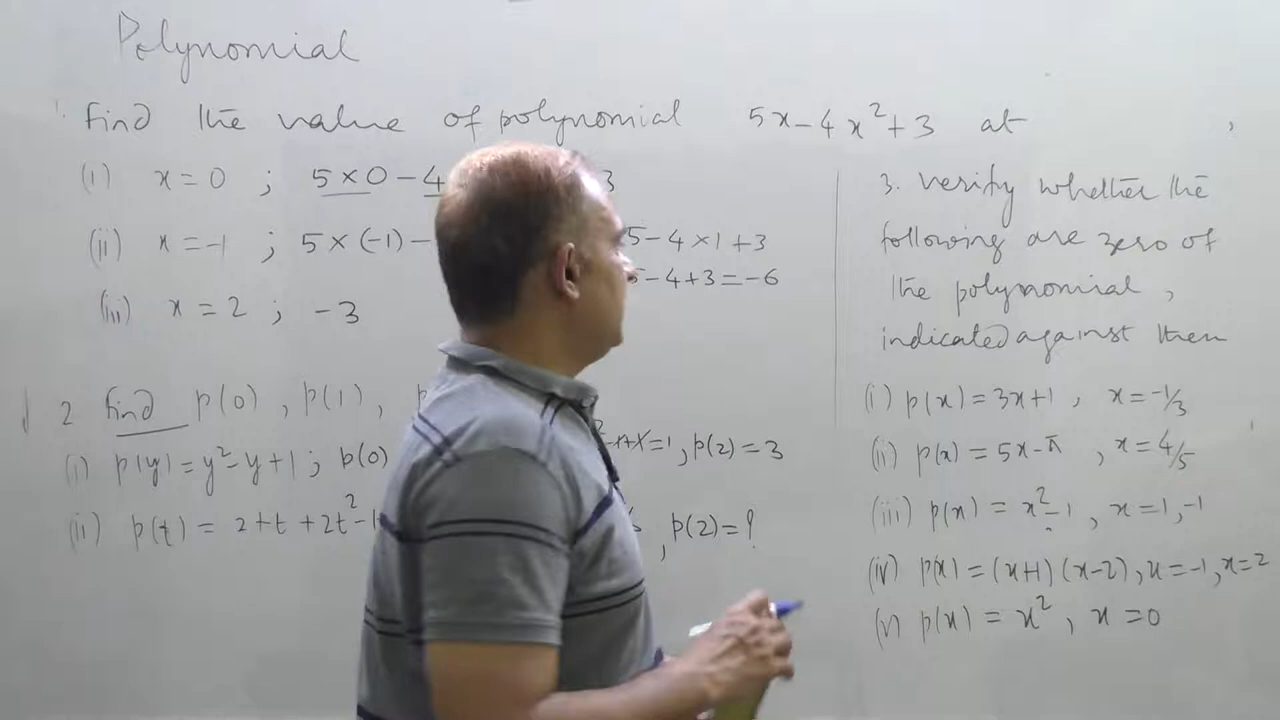 Polynomial
1. find the value of polynomial 5x-4x²+3 at
(i) x=0 ; 5×0-4 3
(ii) x=-1 ; 5×(-1)- 5-4×1+3
5-4+3=-6
(iii) x=2 ; -3
2 find p(0), p(1), p
(i) p(y)=y²-y+1; p(0) =1, p(2)=3
(ii) p(t) = 2+t+2t²- , p(2)=?
3. verify whether the
following are zero of
the polynomial,
indicated against them
(i) p(x)=3x+1, x=-1/3
(ii) p(x)=5x-π, x=4/5
(iii) p(x)=x²-1, x=1,-1
(iv) p(x)=(x+1)(x-2), x=-1, x=2
(v) p(x)=x², x=0